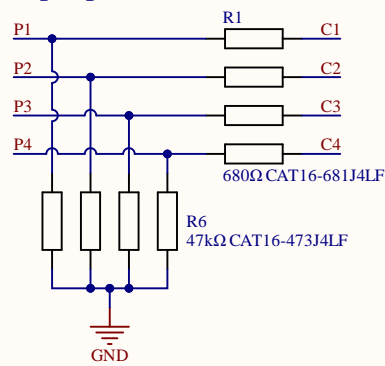 R1
P1 C1
P2 C2
P3 C3
P4 C4
680Ω CAT16-681J4LF
R6
47kΩ CAT16-473J4LF
GND